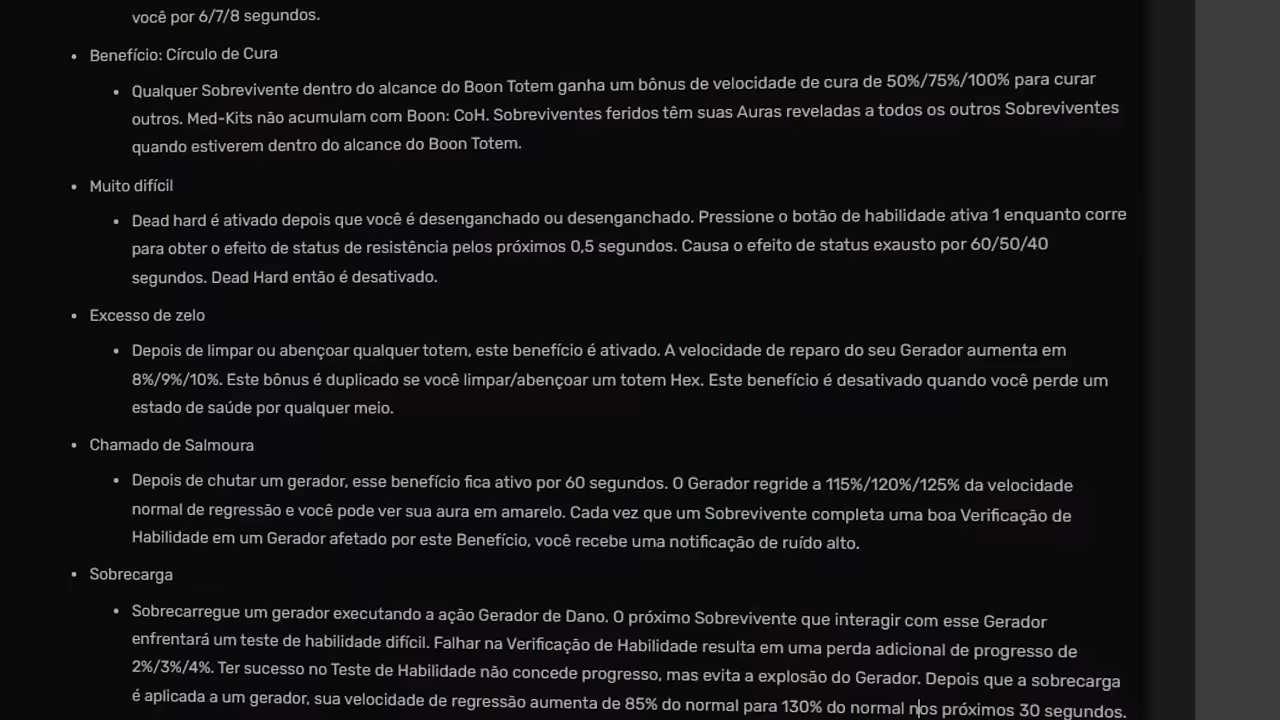 você por 6/7/8 segundos.
Benefício: Círculo de Cura
Qualquer Sobrevivente dentro do alcance do Boon Totem ganha um bônus de velocidade de cura de 50%/75%/100% para curar
outros. Med-Kits não acumulam com Boon: CoH. Sobreviventes feridos têm suas Auras reveladas a todos os outros Sobreviventes
quando estiverem dentro do alcance do Boon Totem.
Muito difícil
Dead hard é ativado depois que você é desenganchado ou desenganchado. Pressione o botão de habilidade ativa 1 enquanto corre
para obter o efeito de status de resistência pelos próximos 0,5 segundos. Causa o efeito de status exausto por 60/50/40
segundos. Dead Hard então é desativado.
Excesso de zelo
Depois de limpar ou abençoar qualquer totem, este benefício é ativado. A velocidade de reparo do seu Gerador aumenta em
8%/9%/10%. Este bônus é duplicado se você limpar/abençoar um totem Hex. Este benefício é desativado quando você perde um
estado de saúde por qualquer meio.
Chamado de Salmoura
Depois de chutar um gerador, esse benefício fica ativo por 60 segundos. O Gerador regride a 115%/120%/125% da velocidade
normal de regressão e você pode ver sua aura em amarelo. Cada vez que um Sobrevivente completa uma boa Verificação de
Habilidade em um Gerador afetado por este Benefício, você recebe uma notificação de ruído alto.
Sobrecarga
Sobrecarregue um gerador executando a ação Gerador de Dano. O próximo Sobrevivente que interagir com esse Gerador
enfrentará um teste de habilidade difícil. Falhar na Verificação de Habilidade resulta em uma perda adicional de progresso de
2%/3%/4%. Ter sucesso no Teste de Habilidade não concede progresso, mas evita a explosão do Gerador. Depois que a sobrecarga
é aplicada a um gerador, sua velocidade de regressão aumenta de 85% do normal para 130% do normal nos próximos 30 segundos.